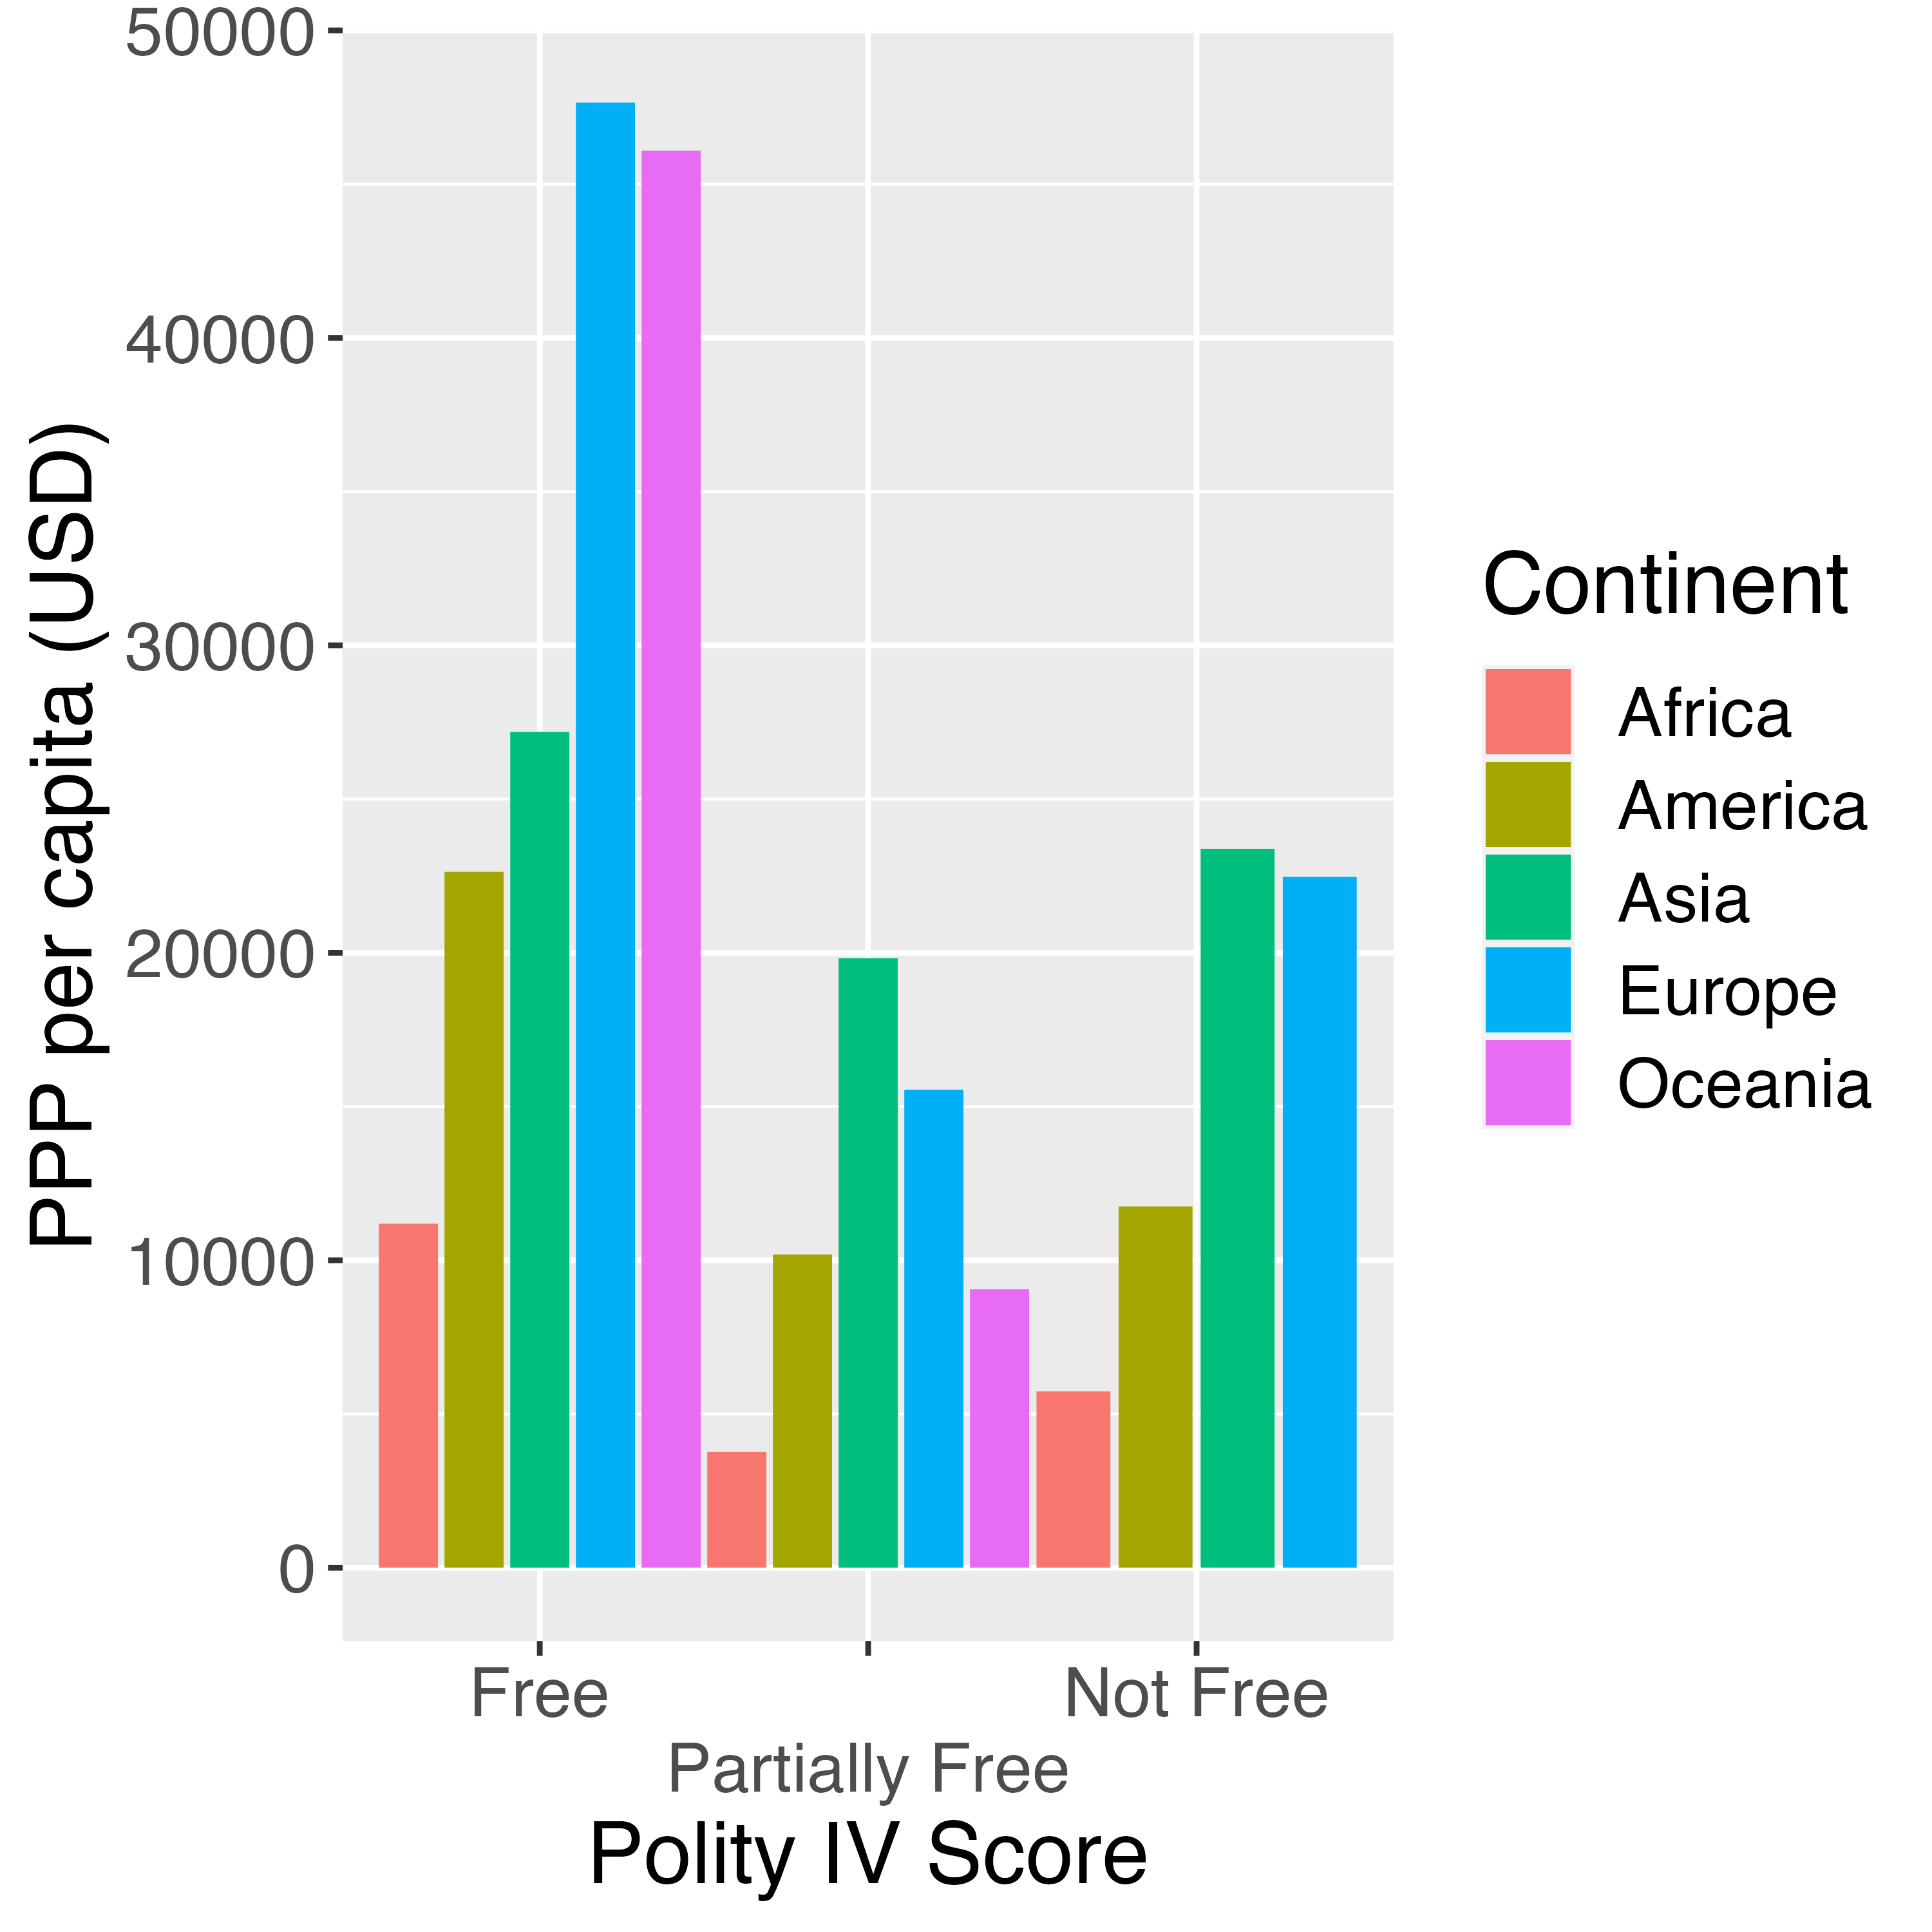 PPP per capita (USD)
50000
40000
30000
20000
10000
0
Free
Not Free
Partially Free
Polity IV Score
Continent
Africa
America
Asia
Europe
Oceania